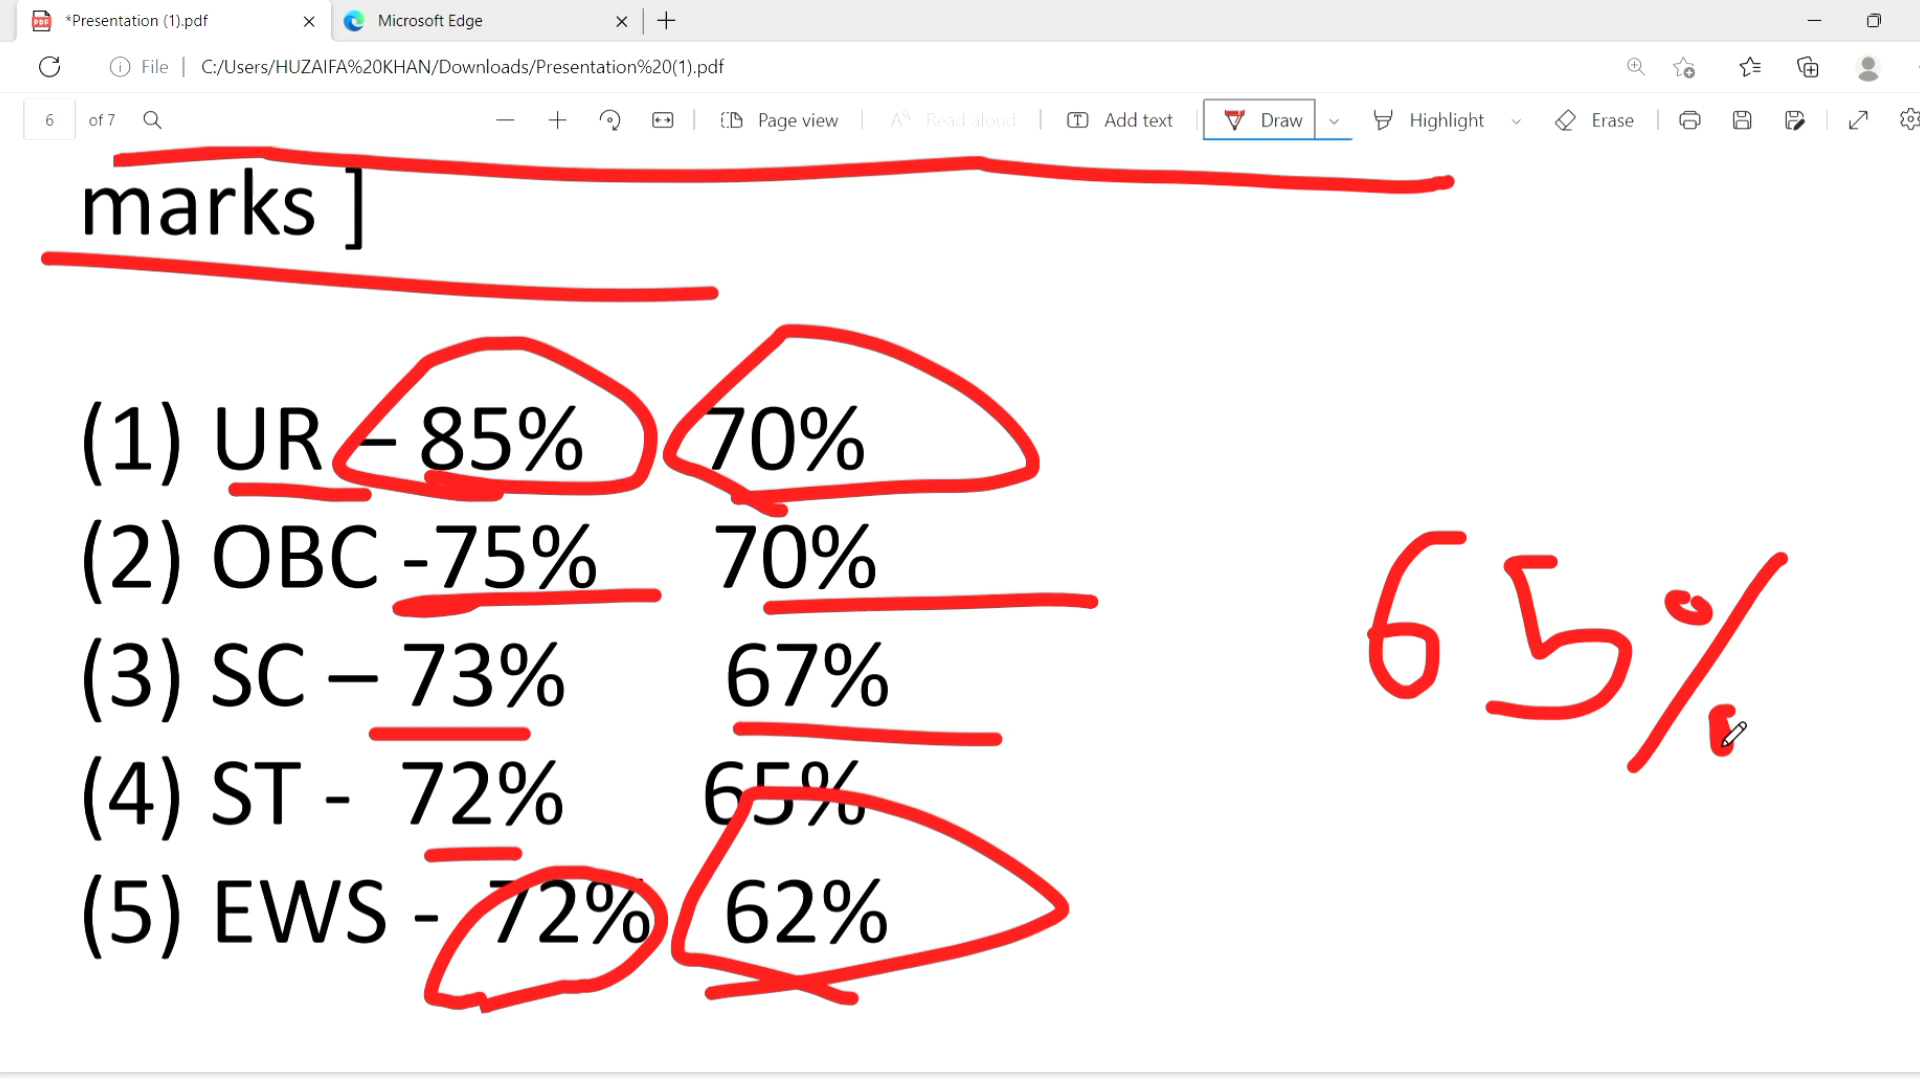 *Presentation (1).pdf
Microsoft Edge
File | C:/Users/HUZAIFA%20KHAN/Downloads/Presentation%20(1).pdf
6 of 7
Page view
Read aloud
Add text
Draw
Highlight
Erase
marks ]
(1) UR – 85% 70%
(2) OBC -75% 70%
(3) SC – 73% 67%
(4) ST - 72% 65%
(5) EWS - 72% 62%
65%